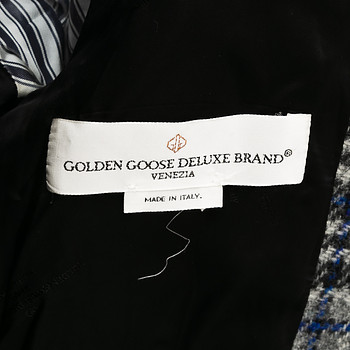 GOLDEN GOOSE DELUXE BRAND®
VENEZIA
MADE IN ITALY.